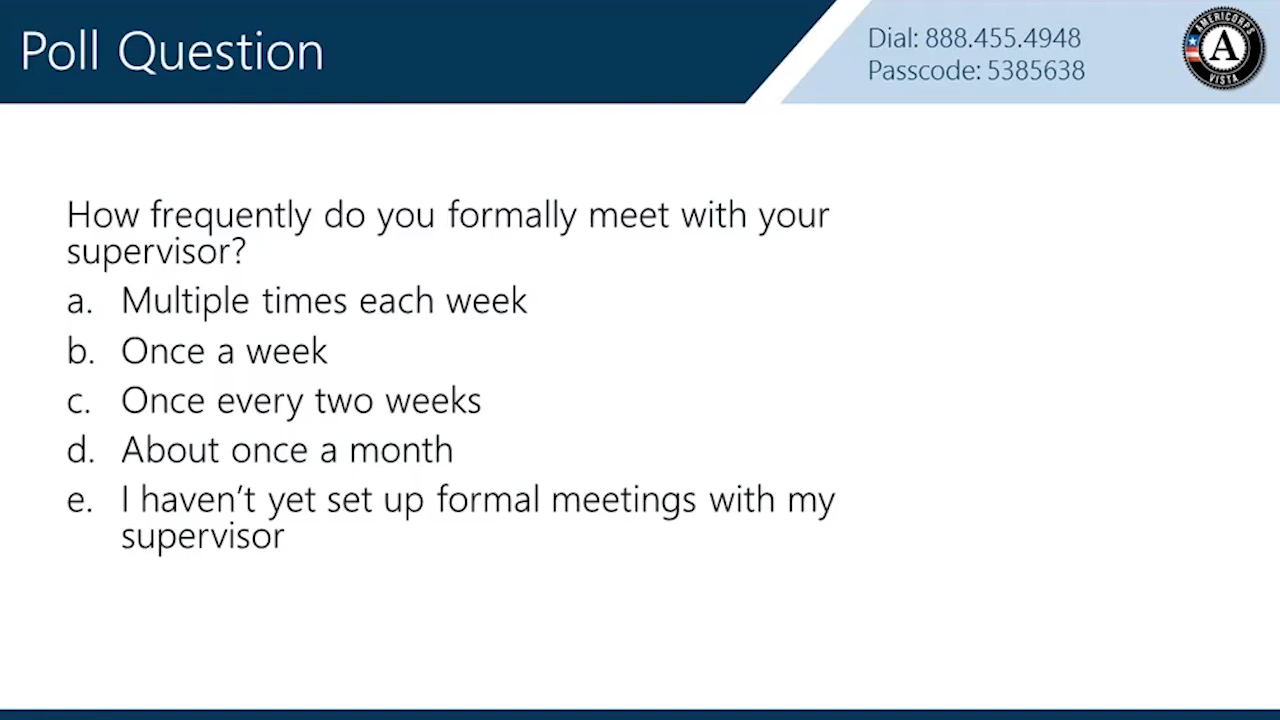 Poll Question
Dial: 888.455.4948
Passcode: 5385638
AMERICORPS
A
VISTA
How frequently do you formally meet with your
supervisor?
a. Multiple times each week
b. Once a week
c. Once every two weeks
d. About once a month
e. I haven’t yet set up formal meetings with my
supervisor